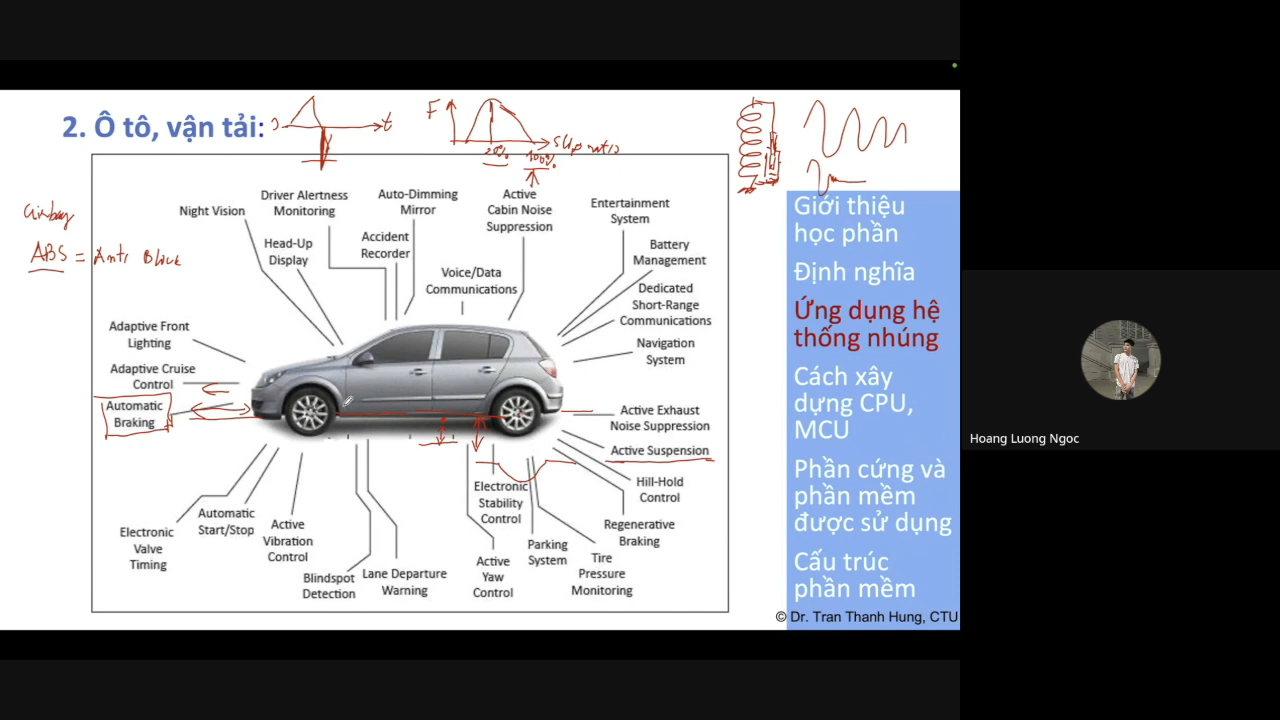 2. Ô tô, vận tải:
t
F
slip ratio
20%
100%
ABS = Anti Block
Night Vision
Driver Alertness
Monitoring
Auto-Dimming
Mirror
Active
Cabin Noise
Suppression
Entertainment
System
Head-Up
Display
Accident
Recorder
Voice/Data
Communications
Battery
Management
Dedicated
Short-Range
Communications
Navigation
System
Adaptive Front
Lighting
Adaptive Cruise
Control
Automatic
Braking
Active Exhaust
Noise Suppression
Active Suspension
Hill-Hold
Control
Regenerative
Braking
Electronic
Stability
Control
Electronic
Valve
Timing
Automatic
Start/Stop
Active
Vibration
Control
Blindspot
Detection
Lane Departure
Warning
Active
Yaw
Control
Parking
System
Tire
Pressure
Monitoring
Giới thiệu
học phần
Định nghĩa
Ứng dụng hệ
thống nhúng
Cách xây
dựng CPU,
MCU
Phần cứng và
phần mềm
được sử dụng
Cấu trúc
phần mềm
© Dr. Tran Thanh Hung, CTU
Hoang Luong Ngoc